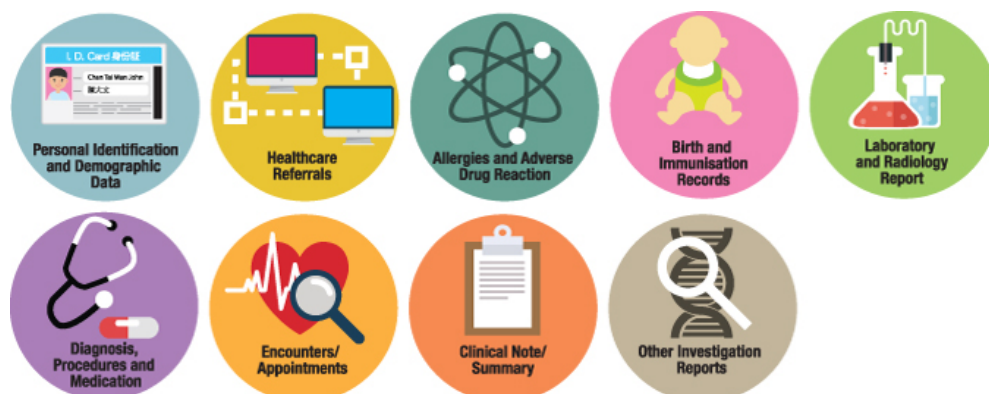 I. D. Card 身份証
Chan Tai Wan John
陳大文
Personal Identification
and Demographic
Data
Healthcare
Referrals
Allergies and Adverse
Drug Reaction
Birth and
Immunisation
Records
Laboratory
and Radiology
Report
Diagnosis,
Procedures and
Medication
Encounters/
Appointments
Clinical Note/
Summary
Other Investigation
Reports